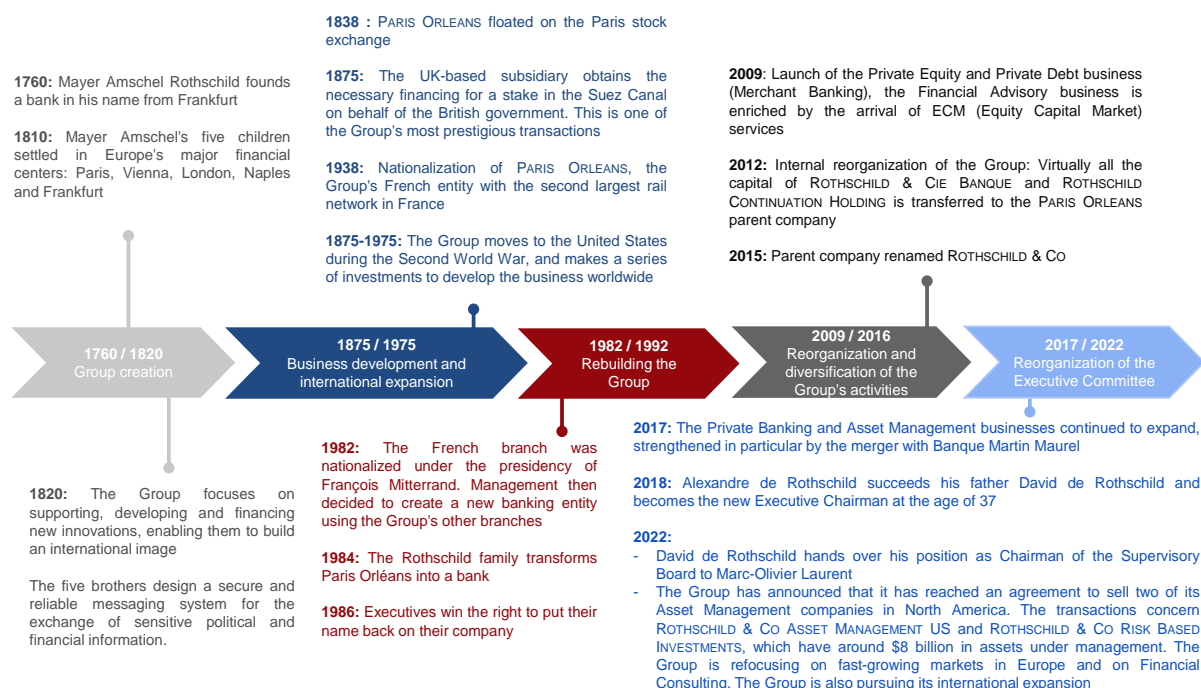 1760: Mayer Amschel Rothschild founds
a bank in his name from Frankfurt
1810: Mayer Amschel's five children
settled in Europe's major financial
centers: Paris, Vienna, London, Naples
and Frankfurt
1838 : PARIS ORLEANS floated on the Paris stock
exchange
1875: The UK-based subsidiary obtains the
necessary financing for a stake in the Suez Canal
on behalf of the British government. This is one
of the Group's most prestigious transactions
1938: Nationalization of PARIS ORLEANS, the
Group's French entity with the second largest rail
network in France
1875-1975: The Group moves to the United States
during the Second World War, and makes a series
of investments to develop the business worldwide
2009: Launch of the Private Equity and Private Debt business
(Merchant Banking), the Financial Advisory business is
enriched by the arrival of ECM (Equity Capital Market)
services
2012: Internal reorganization of the Group: Virtually all the
capital of ROTHSCHILD & CIE BANQUE and ROTHSCHILD
CONTINUATION HOLDING is transferred to the PARIS ORLEANS
parent company
2015: Parent company renamed ROTHSCHILD & CO
1760 / 1820
Group creation
1875 / 1975
Business development and
international expansion
1982 / 1992
Rebuilding the
Group
2009 / 2016
Reorganization and
diversification of the
Group's activities
2017 / 2022
Reorganization of the
Executive Committee
1820: The Group focuses on
supporting, developing and financing
new innovations, enabling them to build
an international image
The five brothers design a secure and
reliable messaging system for the
exchange of sensitive political and
financial information.
1982: The French branch was
nationalized under the presidency of
François Mitterrand. Management then
decided to create a new banking entity
using the Group's other branches
1984: The Rothschild family transforms
Paris Orléans into a bank
1986: Executives win the right to put their
name back on their company
2017: The Private Banking and Asset Management businesses continued to expand,
strengthened in particular by the merger with Banque Martin Maurel
2018: Alexandre de Rothschild succeeds his father David de Rothschild and
becomes the new Executive Chairman at the age of 37
2022:
- David de Rothschild hands over his position as Chairman of the Supervisory
Board to Marc-Olivier Laurent
- The Group has announced that it has reached an agreement to sell two of its
Asset Management companies in North America. The transactions concern
ROTHSCHILD & CO ASSET MANAGEMENT US and ROTHSCHILD & CO RISK BASED
INVESTMENTS, which have around $8 billion in assets under management. The
Group is refocusing on fast-growing markets in Europe and on Financial
Consulting. The Group is also pursuing its international expansion